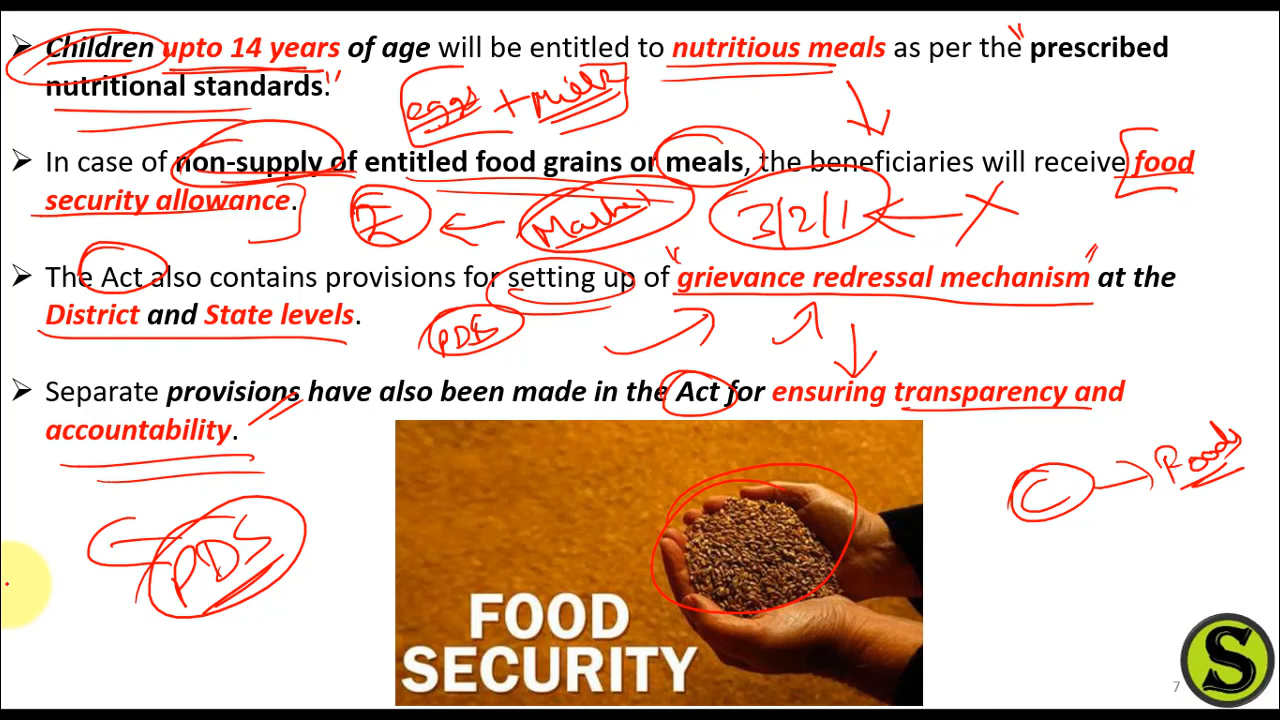 ➢ Children upto 14 years of age will be entitled to nutritious meals as per the "prescribed
nutritional standards."
eggs + milk
➢ In case of non-supply of entitled food grains or meals, the beneficiaries will receive food
security allowance.
₹ ← Market 3/2/1 ← X
➢ The Act also contains provisions for setting up of "grievance redressal mechanism" at the
District and State levels.
PDS
➢ Separate provisions have also been made in the Act for ensuring transparency and
accountability.
C → Foods
PDS
FOOD
SECURITY
S
7